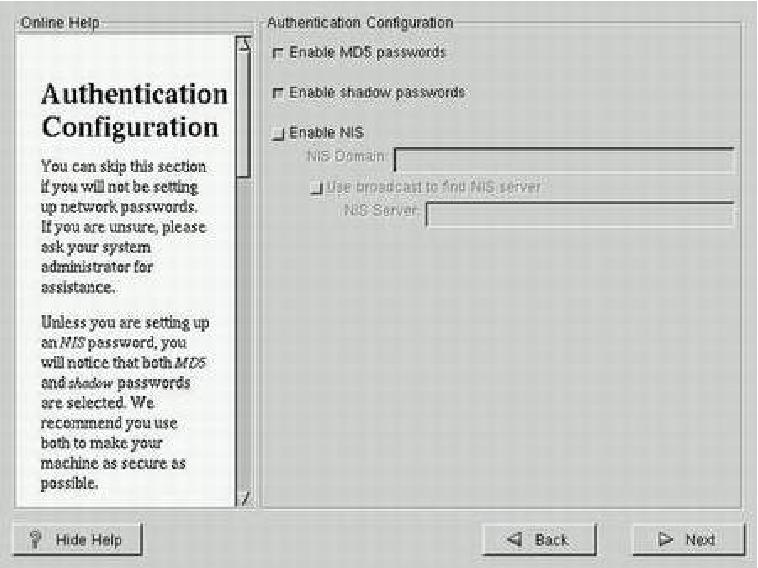 Online Help
Authentication
Configuration
You can skip this section
if you will not be setting
up network passwords.
If you are unsure, please
ask your system
administrator for
assistance.
Unless you are setting up
an NIS password, you
will notice that both MD5
and shadow passwords
are selected. We
recommend you use
both to make your
machine as secure as
possible.
Authentication Configuration
Enable MD5 passwords
Enable shadow passwords
Enable NIS
NIS Domain:
Use broadcast to find NIS server
NIS Server:
Hide Help
Back
Next